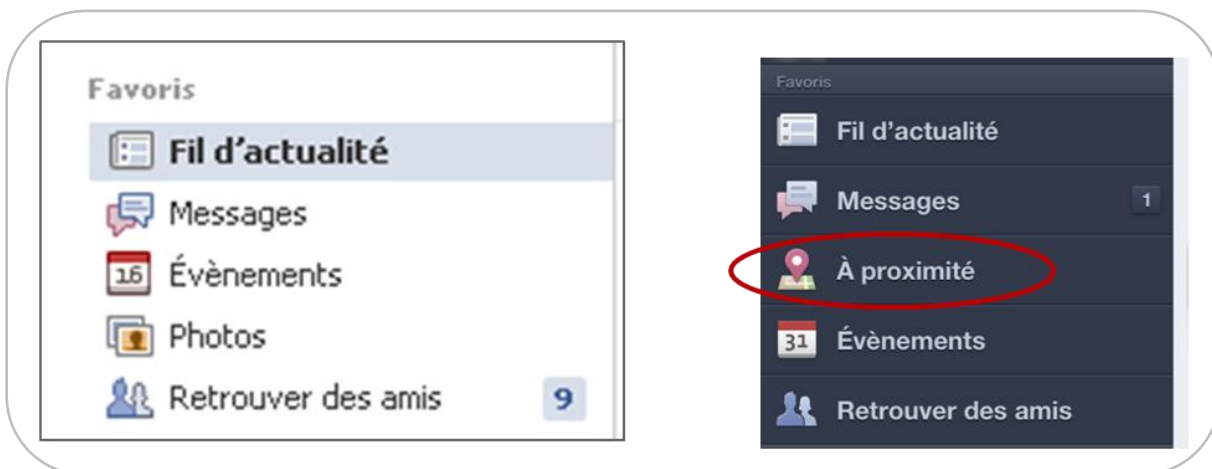 Favoris
Fil d'actualité
Messages
16 Évènements
Photos
Retrouver des amis 9
Favoris
Fil d'actualité
Messages 1
À proximité
31 Évènements
Retrouver des amis